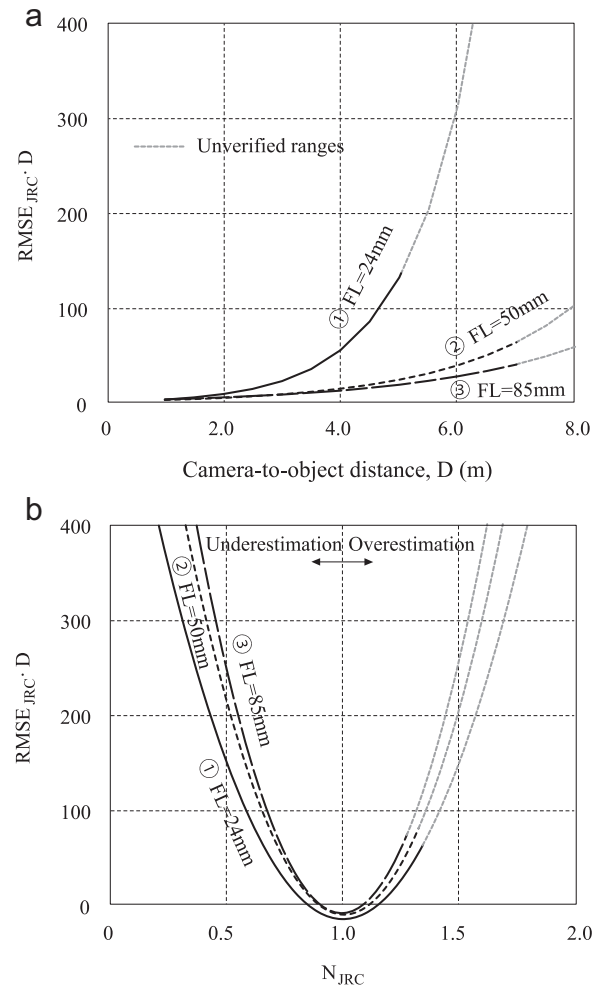 a
400
300
200
100
0
RMSE_JRC · D
Unverified ranges
① FL=24mm
② FL=50mm
③ FL=85mm
0
2.0
4.0
6.0
8.0
Camera-to-object distance, D (m)
b
400
300
200
100
0
RMSE_JRC · D
Underestimation Overestimation
② FL=50mm
③ FL=85mm
① FL=24mm
0
0.5
1.0
1.5
2.0
N_JRC